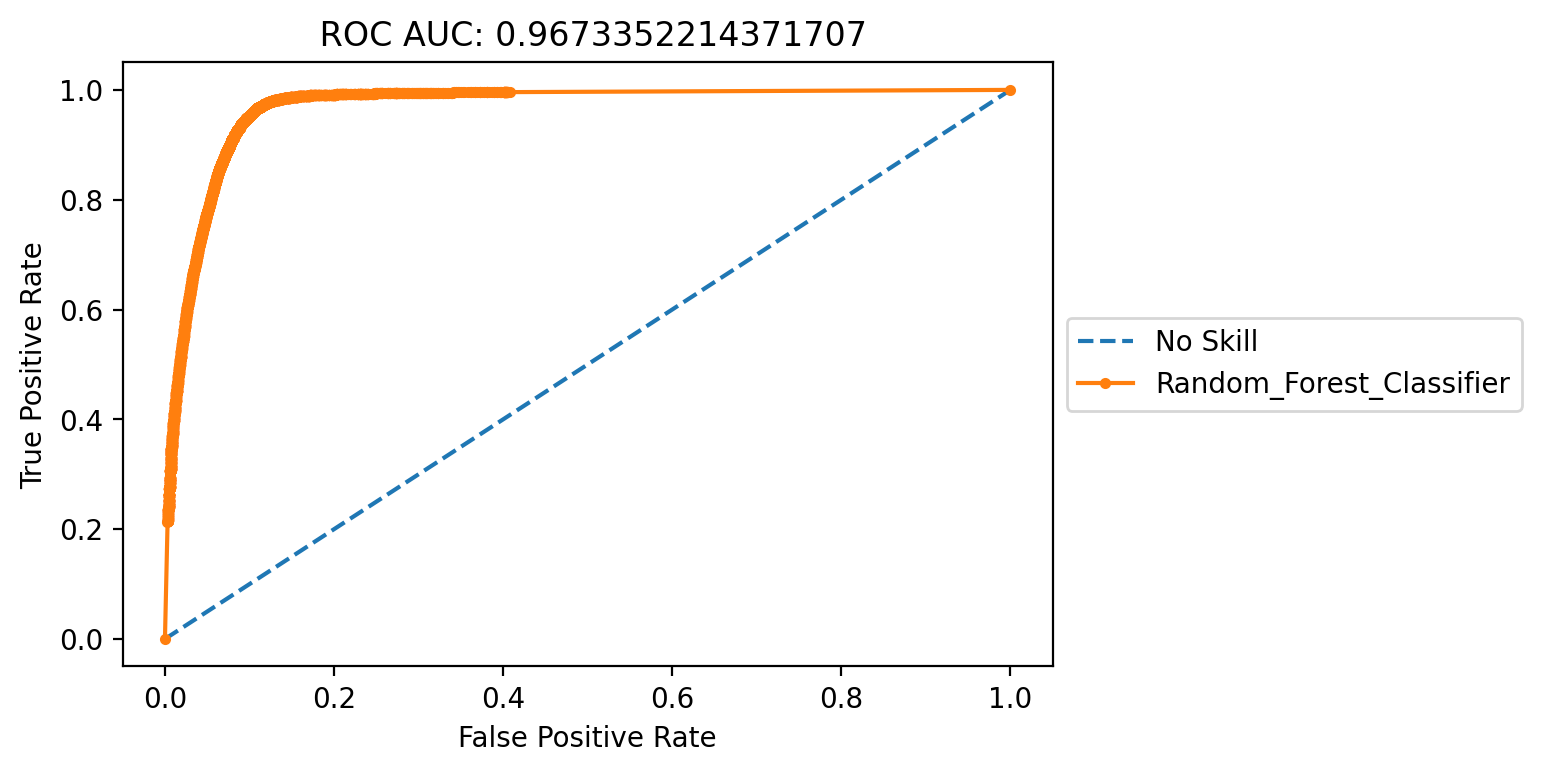 ROC AUC: 0.9673352214371707
1.0
0.8
0.6
0.4
0.2
0.0
True Positive Rate
0.0 0.2 0.4 0.6 0.8 1.0
False Positive Rate
No Skill
Random_Forest_Classifier